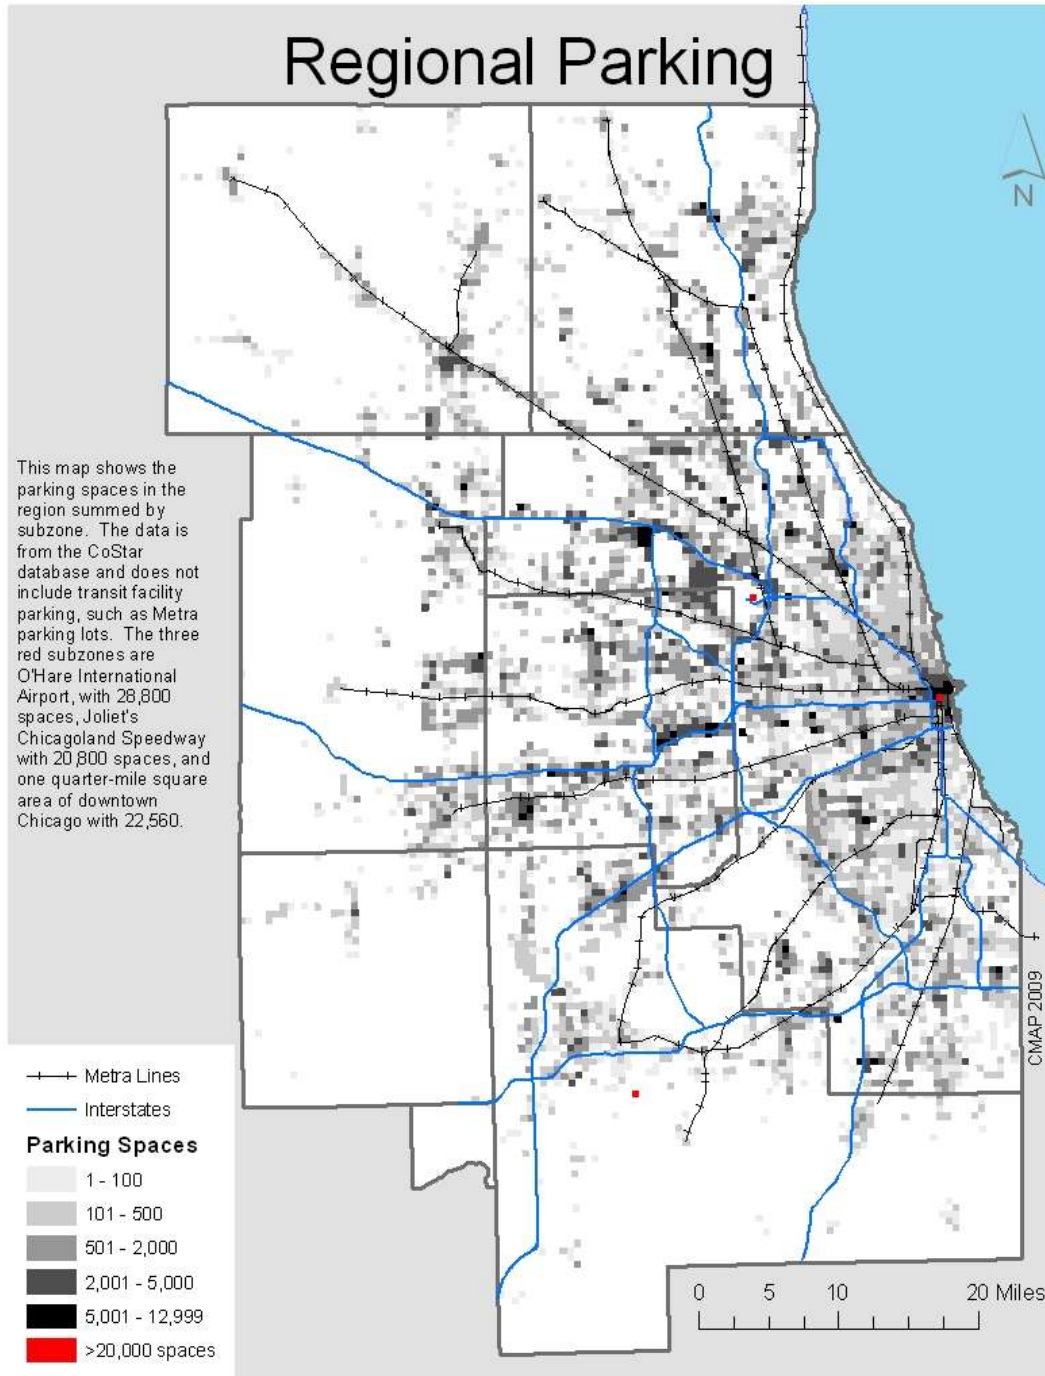 Regional Parking
N
This map shows the
parking spaces in the
region summed by
subzone. The data is
from the CoStar
database and does not
include transit facility
parking, such as Metra
parking lots. The three
red subzones are
O'Hare International
Airport, with 28,800
spaces, Joliet's
Chicagoland Speedway
with 20,800 spaces, and
one quarter-mile square
area of downtown
Chicago with 22,560.
CMAP 2009
Metra Lines
Interstates
Parking Spaces
1 - 100
101 - 500
501 - 2,000
2,001 - 5,000
5,001 - 12,999
>20,000 spaces
0 5 10 20 Miles